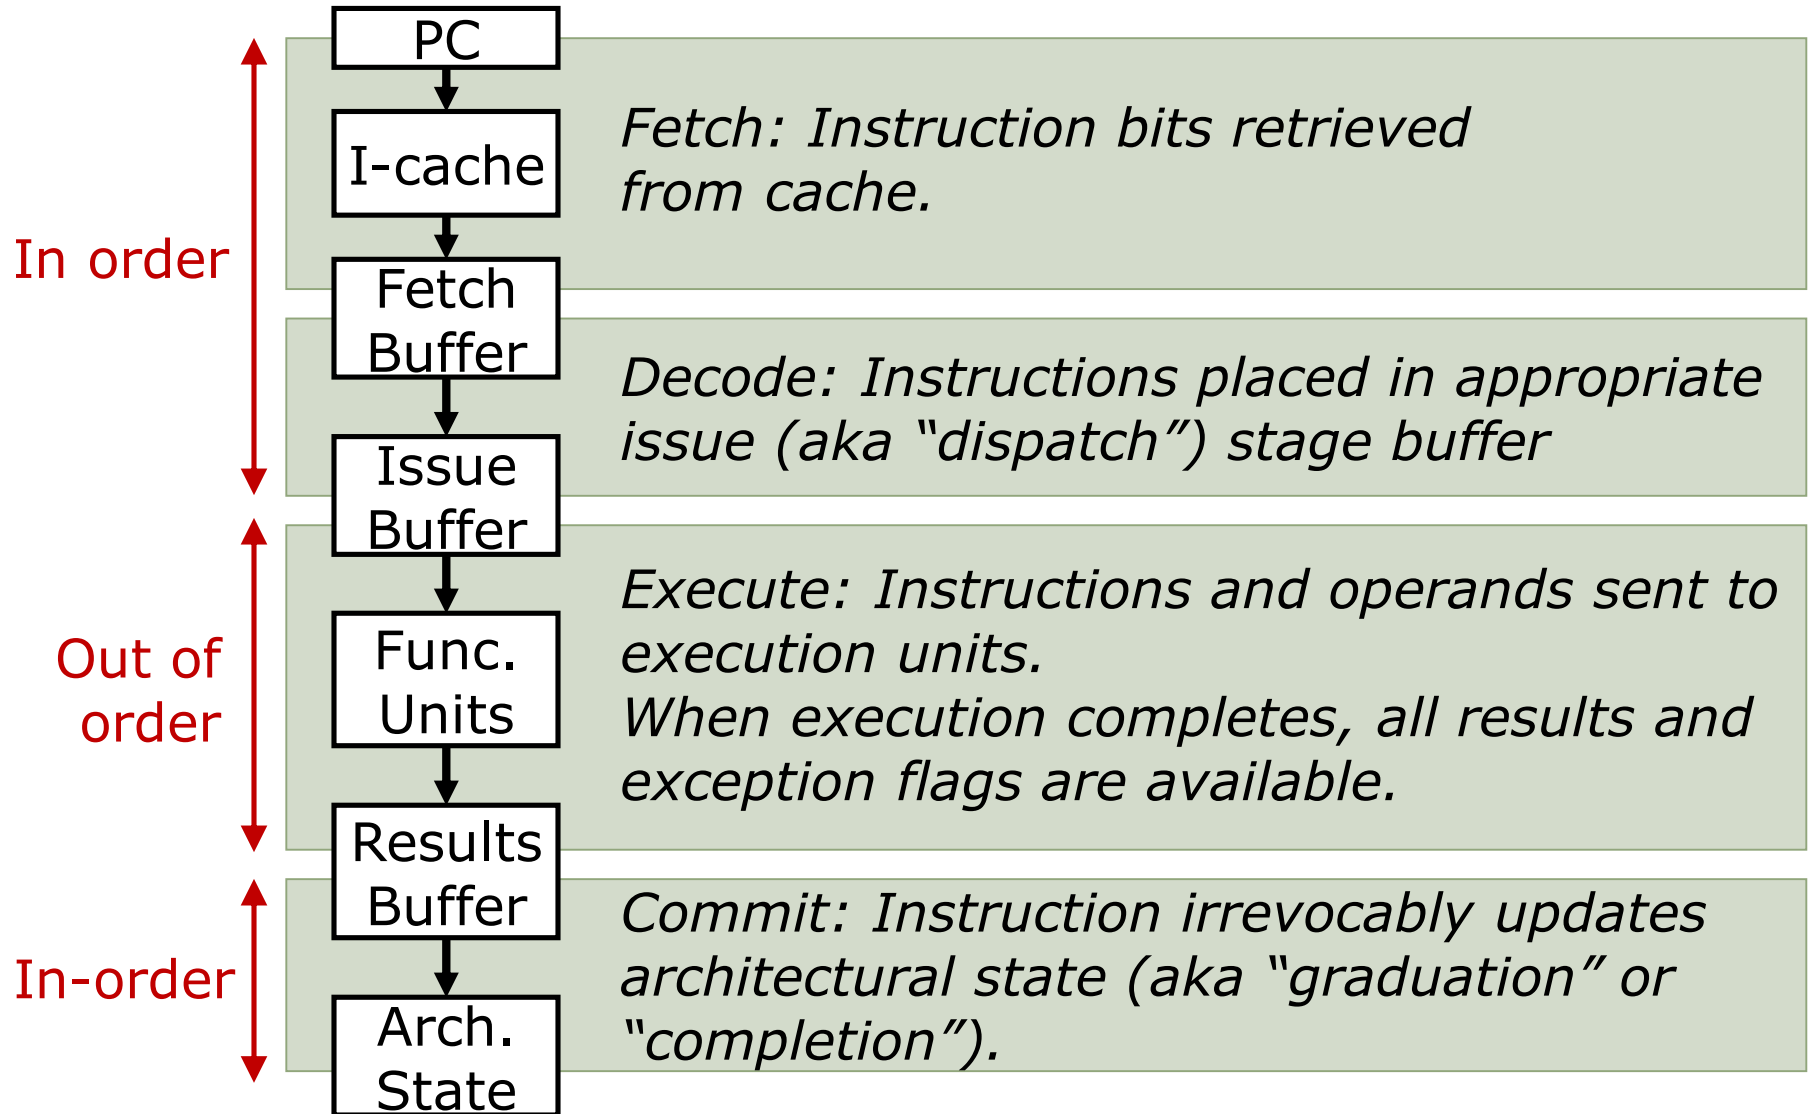 PC
I-cache
Fetch: Instruction bits retrieved
from cache.
In order
Fetch
Buffer
Decode: Instructions placed in appropriate
issue (aka “dispatch”) stage buffer
Issue
Buffer
Execute: Instructions and operands sent to
execution units.
When execution completes, all results and
exception flags are available.
Out of
order
Func.
Units
Results
Buffer
Commit: Instruction irrevocably updates
architectural state (aka “graduation” or
“completion”).
In-order
Arch.
State